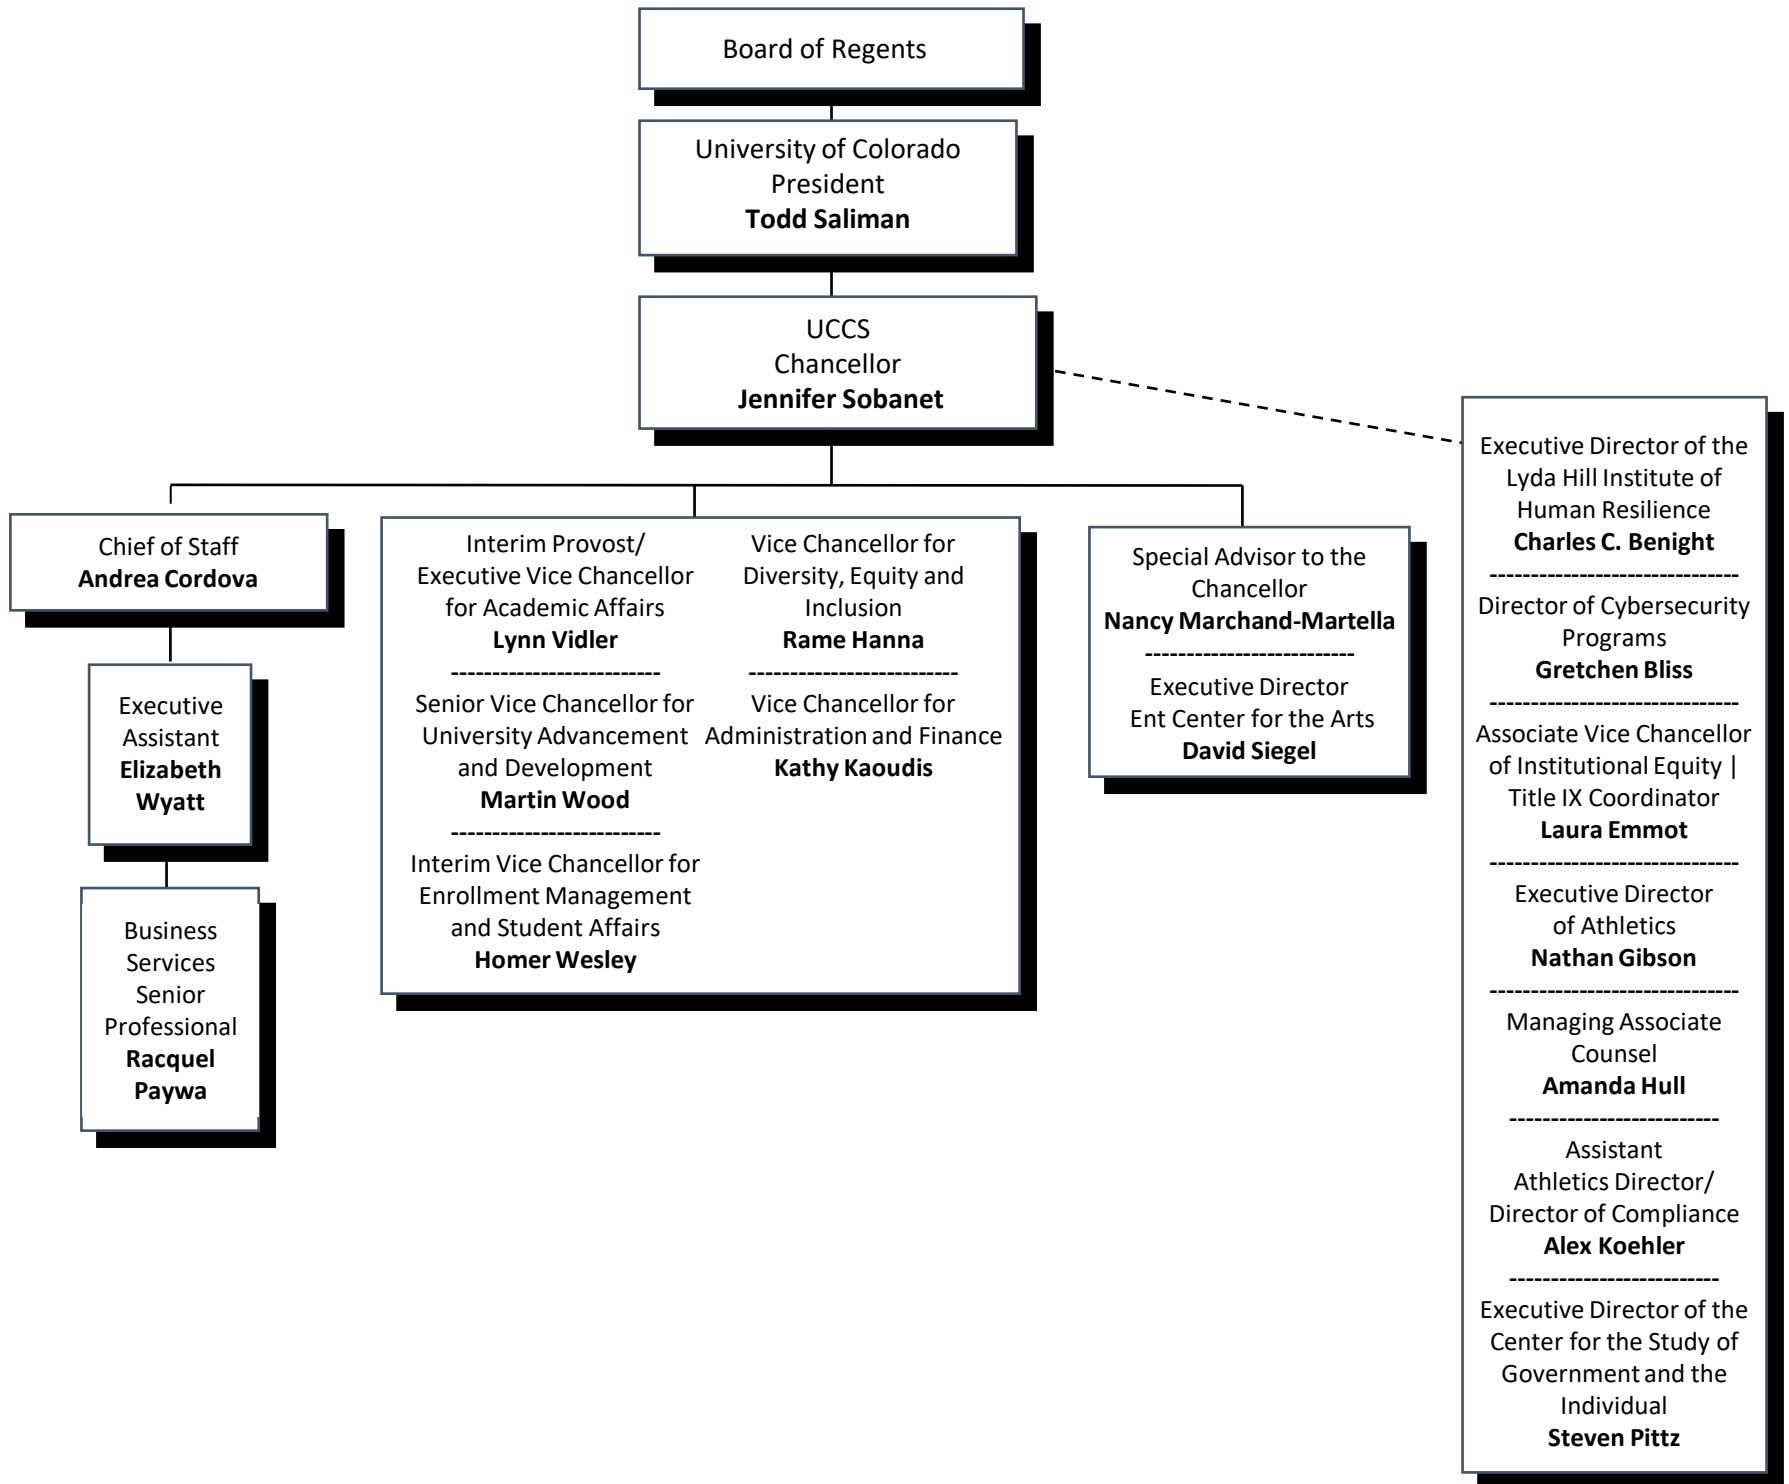 Board of Regents
University of Colorado
President
Todd Saliman
UCCS
Chancellor
Jennifer Sobanet
Chief of Staff
Andrea Cordova
Executive
Assistant
Elizabeth
Wyatt
Business
Services
Senior
Professional
Racquel
Paywa
Interim Provost/
Executive Vice Chancellor
for Academic Affairs
Lynn Vidler
--------------------------
Senior Vice Chancellor for
University Advancement
and Development
Martin Wood
--------------------------
Interim Vice Chancellor for
Enrollment Management
and Student Affairs
Homer Wesley
Vice Chancellor for
Diversity, Equity and
Inclusion
Rame Hanna
--------------------------
Vice Chancellor for
Administration and Finance
Kathy Kaoudis
Special Advisor to the
Chancellor
Nancy Marchand-Martella
--------------------------
Executive Director
Ent Center for the Arts
David Siegel
Executive Director of the
Lyda Hill Institute of
Human Resilience
Charles C. Benight
-------------------------------
Director of Cybersecurity
Programs
Gretchen Bliss
-------------------------------
Associate Vice Chancellor
of Institutional Equity |
Title IX Coordinator
Laura Emmot
-------------------------------
Executive Director
of Athletics
Nathan Gibson
-------------------------------
Managing Associate
Counsel
Amanda Hull
--------------------------
Assistant
Athletics Director/
Director of Compliance
Alex Koehler
--------------------------
Executive Director of the
Center for the Study of
Government and the
Individual
Steven Pittz